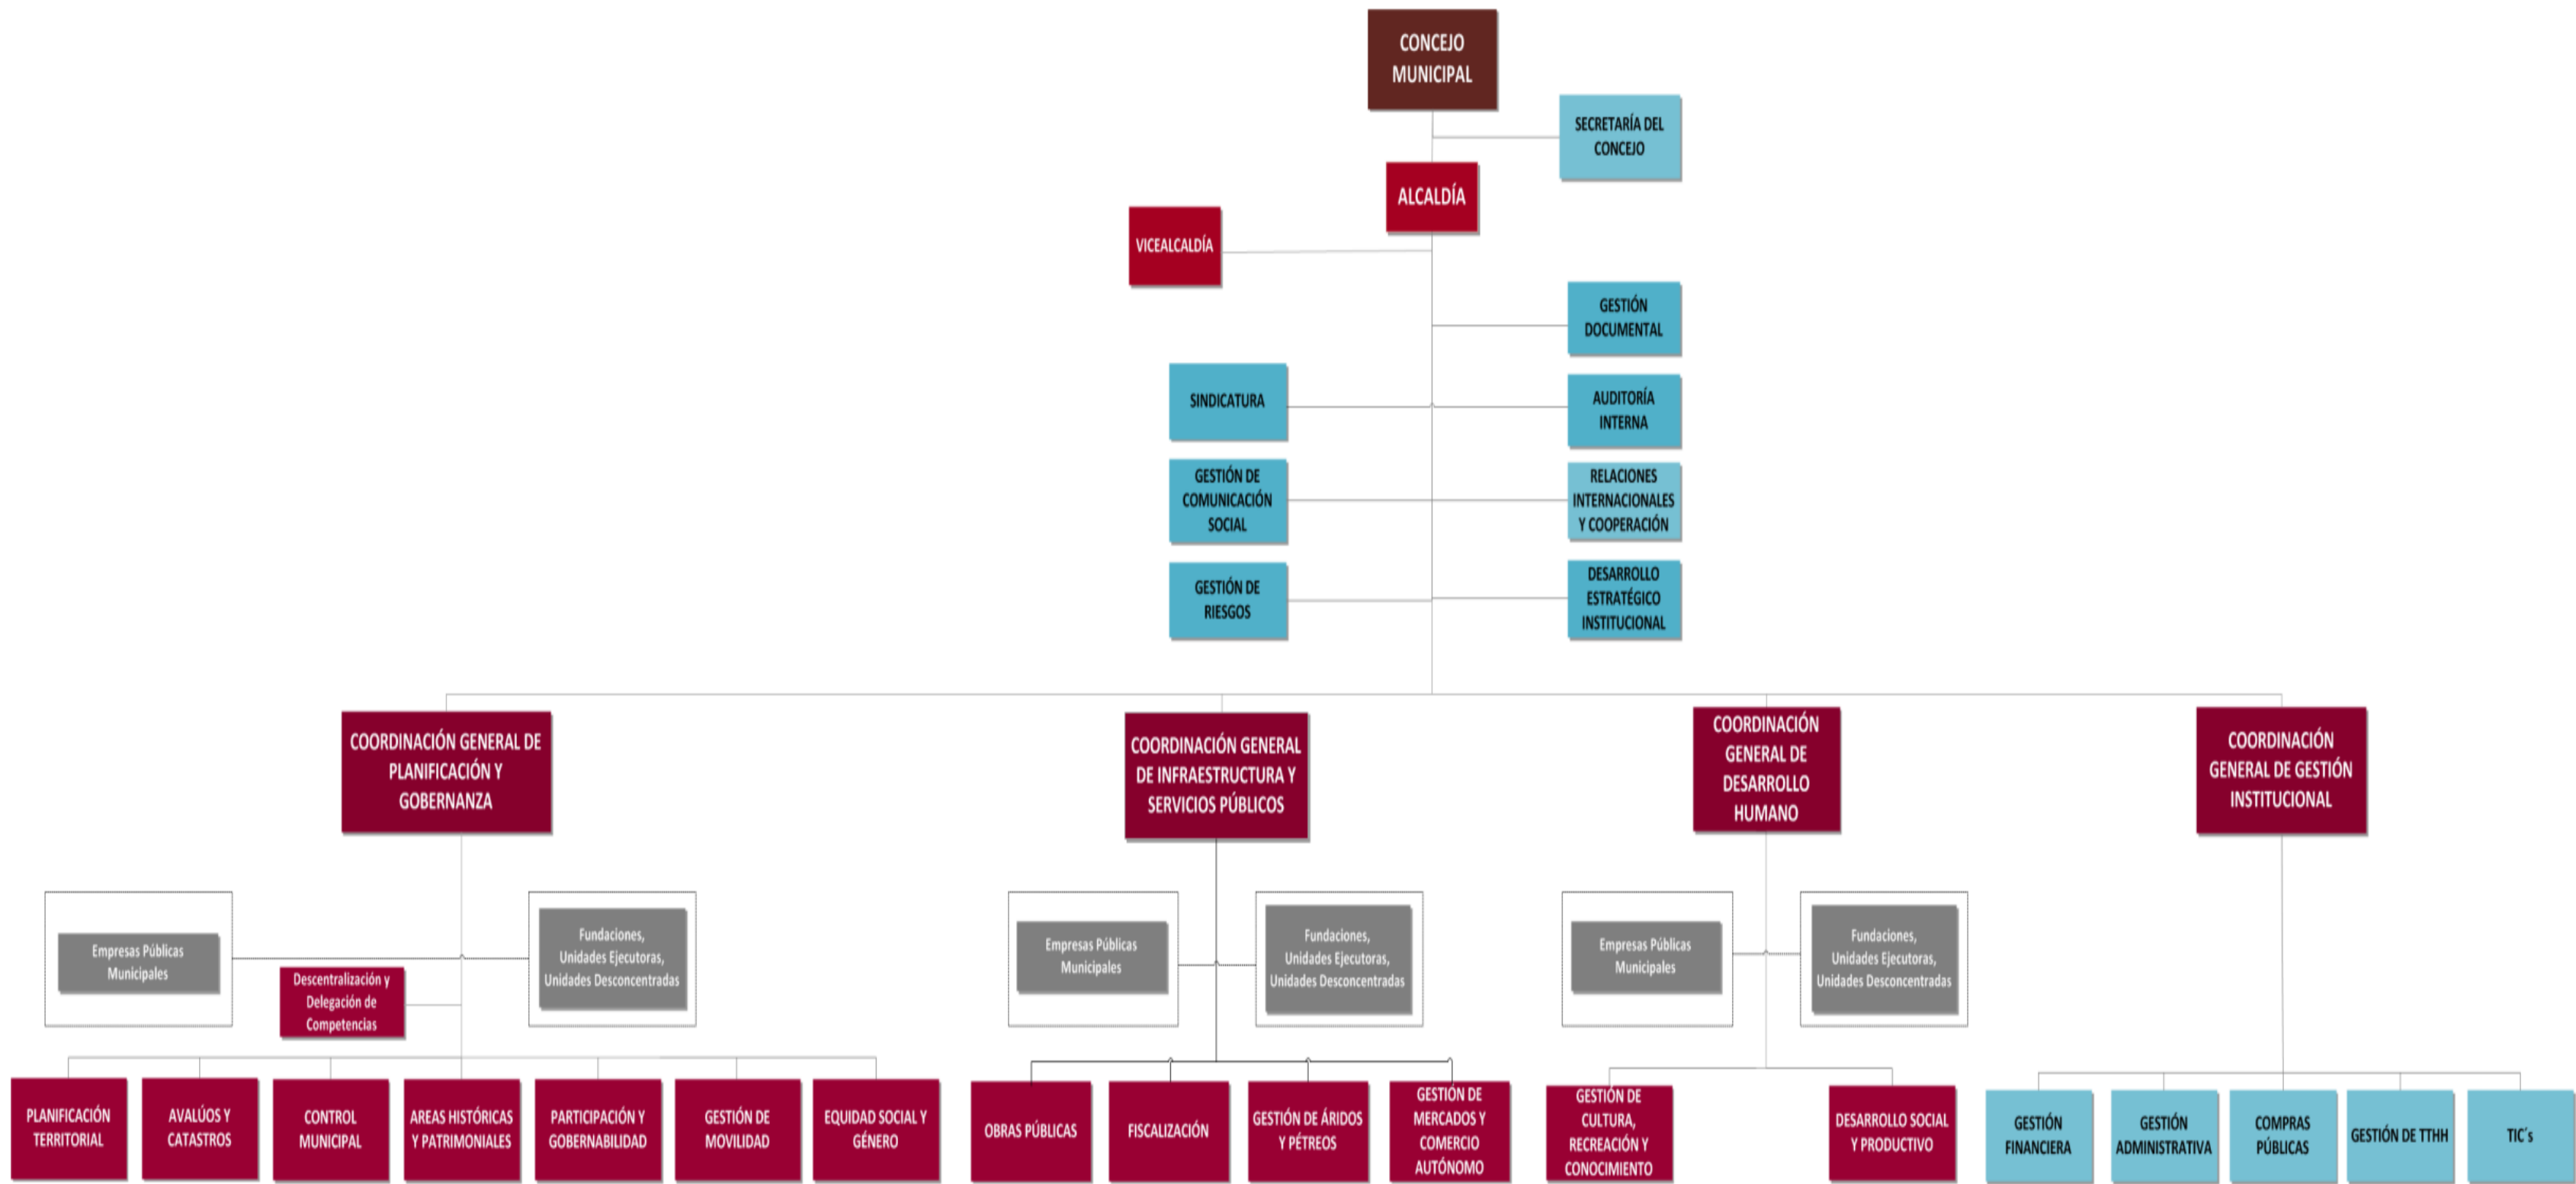 CONCEJO
MUNICIPAL
SECRETARÍA DEL
CONCEJO
ALCALDÍA
VICEALCALDÍA
GESTIÓN
DOCUMENTAL
SINDICATURA
AUDITORÍA
INTERNA
GESTIÓN DE
COMUNICACIÓN
SOCIAL
RELACIONES
INTERNACIONALES
Y COOPERACIÓN
GESTIÓN DE
RIESGOS
DESARROLLO
ESTRATÉGICO
INSTITUCIONAL
COORDINACIÓN GENERAL DE
PLANIFICACIÓN Y
GOBERNANZA
COORDINACIÓN GENERAL
DE INFRAESTRUCTURA Y
SERVICIOS PÚBLICOS
COORDINACIÓN
GENERAL DE
DESARROLLO
HUMANO
COORDINACIÓN
GENERAL DE GESTIÓN
INSTITUCIONAL
Empresas Públicas
Municipales
Fundaciones,
Unidades Ejecutoras,
Unidades Desconcentradas
Descentralización y
Delegación de
Competencias
Empresas Públicas
Municipales
Fundaciones,
Unidades Ejecutoras,
Unidades Desconcentradas
Empresas Públicas
Municipales
Fundaciones,
Unidades Ejecutoras,
Unidades Desconcentradas
PLANIFICACIÓN
TERRITORIAL
AVALÚOS Y
CATASTROS
CONTROL
MUNICIPAL
AREAS HISTÓRICAS
Y PATRIMONIALES
PARTICIPACIÓN Y
GOBERNABILIDAD
GESTIÓN DE
MOVILIDAD
EQUIDAD SOCIAL Y
GÉNERO
OBRAS PÚBLICAS
FISCALIZACIÓN
GESTIÓN DE ÁRIDOS
Y PÉTREOS
GESTIÓN DE
MERCADOS Y
COMERCIO
AUTÓNOMO
GESTIÓN DE
CULTURA,
RECREACIÓN Y
CONOCIMIENTO
DESARROLLO SOCIAL
Y PRODUCTIVO
GESTIÓN
FINANCIERA
GESTIÓN
ADMINISTRATIVA
COMPRAS
PÚBLICAS
GESTIÓN DE TTHH
TIC´s